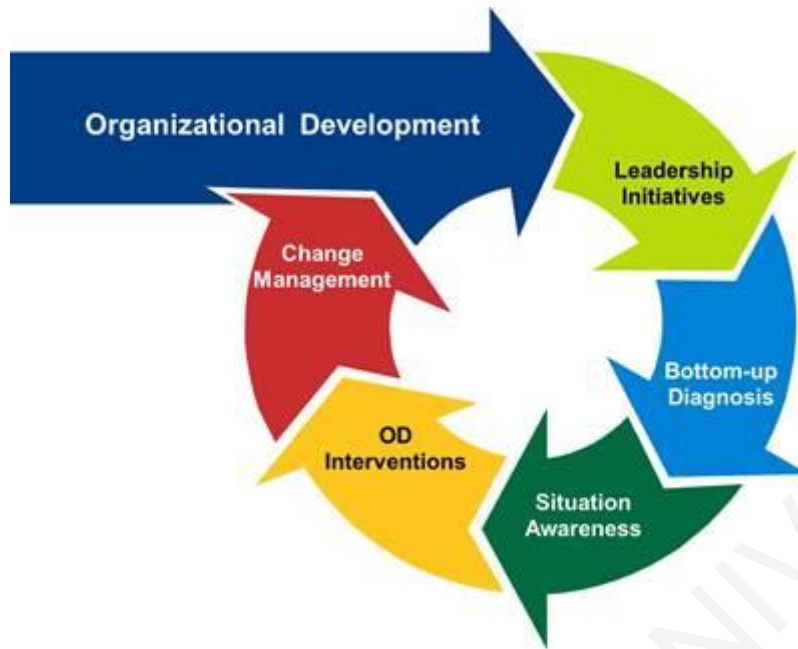 Organizational Development
Leadership
Initiatives
Bottom-up
Diagnosis
Situation
Awareness
OD
Interventions
Change
Management